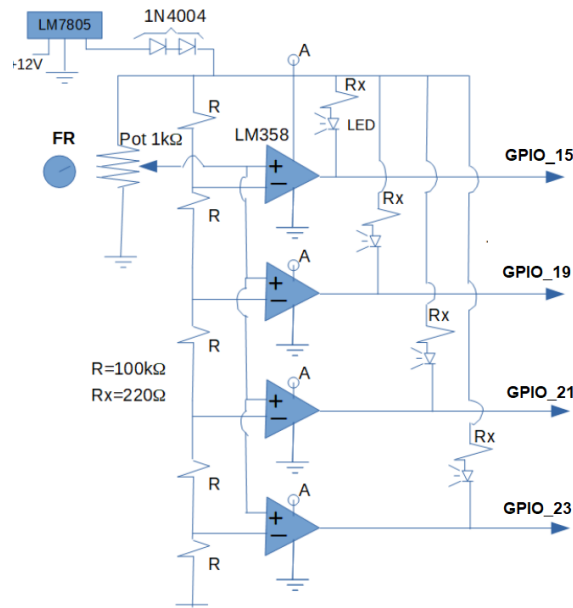 LM7805
1N4004
+12V
A
R
Rx
FR
Pot 1kΩ
LM358
LED
+
−
GPIO_15
R
Rx
A
+
−
GPIO_19
R
Rx
R=100kΩ
Rx=220Ω
A
+
−
GPIO_21
R
Rx
A
+
−
GPIO_23
R